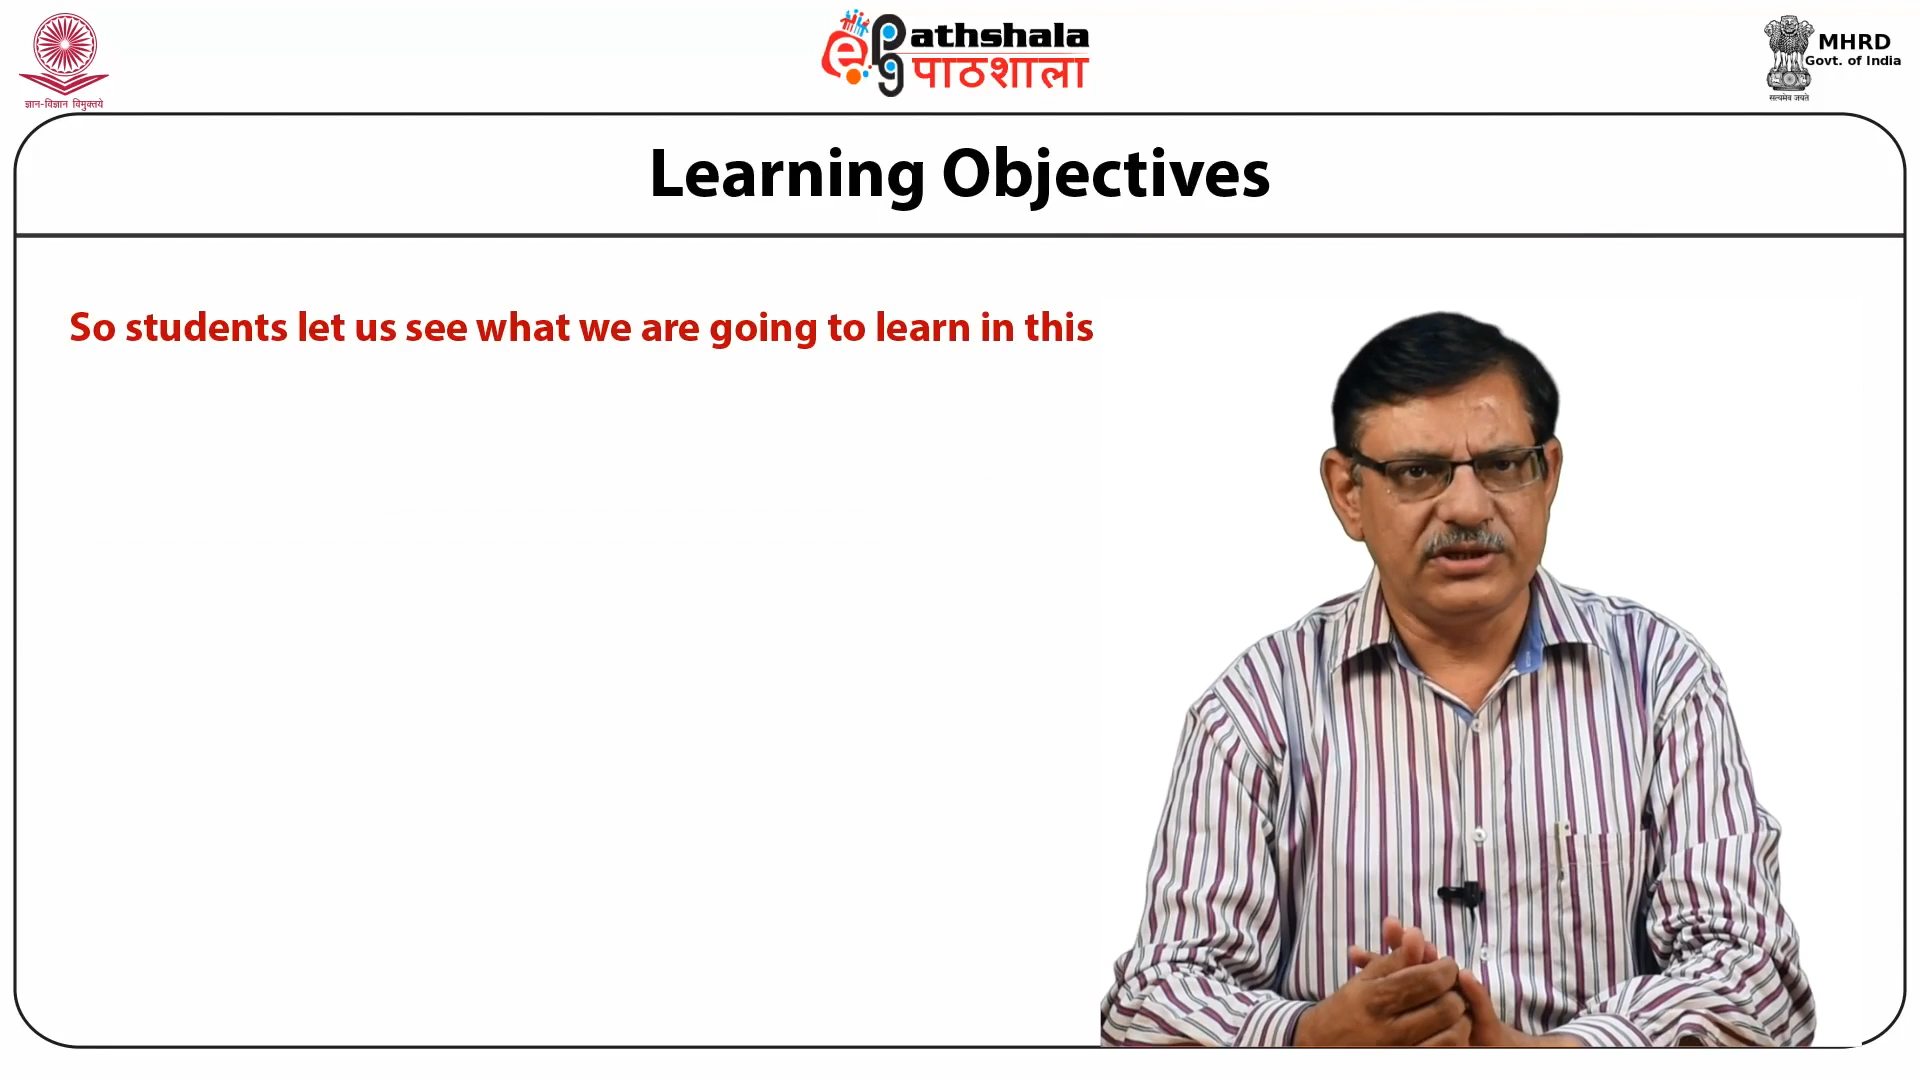 ज्ञान-विज्ञान विमुक्तये
ePGathshala
पाठशाला
MHRD
Govt. of India
सत्यमेव जयते
Learning Objectives
So students let us see what we are going to learn in this